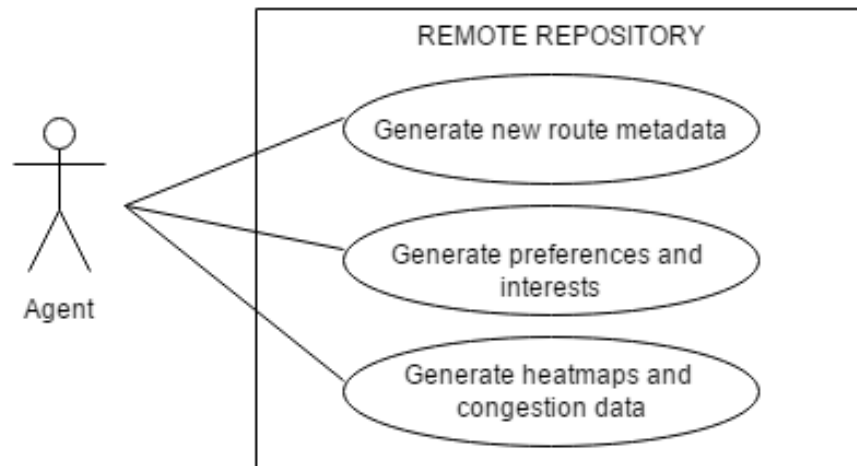 REMOTE REPOSITORY
Generate new route metadata
Agent
Generate preferences and
interests
Generate heatmaps and
congestion data